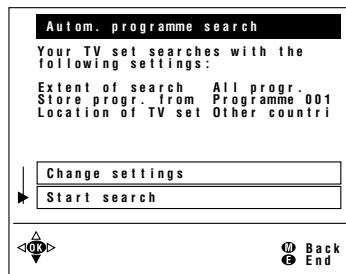 Autom. programme search
Your TV set searches with the
following settings:
Extent of search All progr.
Store progr. from Programme 001
Location of TV set Other countri
Change settings
Start search
OK
M Back
E End